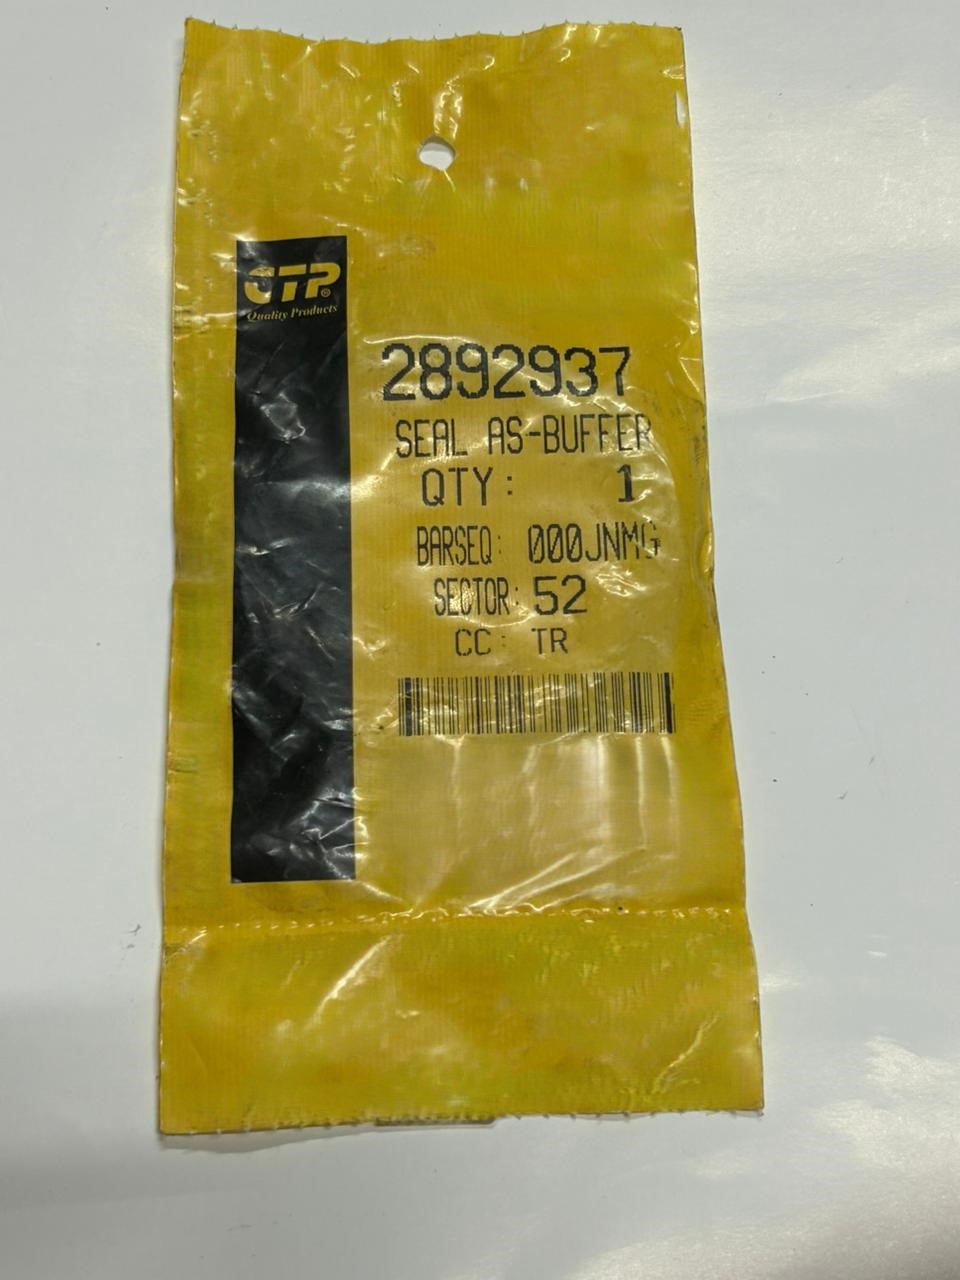 CTP®
Quality Products
2892937
SEAL AS-BUFFER
QTY: 1
BARSEQ: 000JNMG
SECTOR: 52
CC: TR